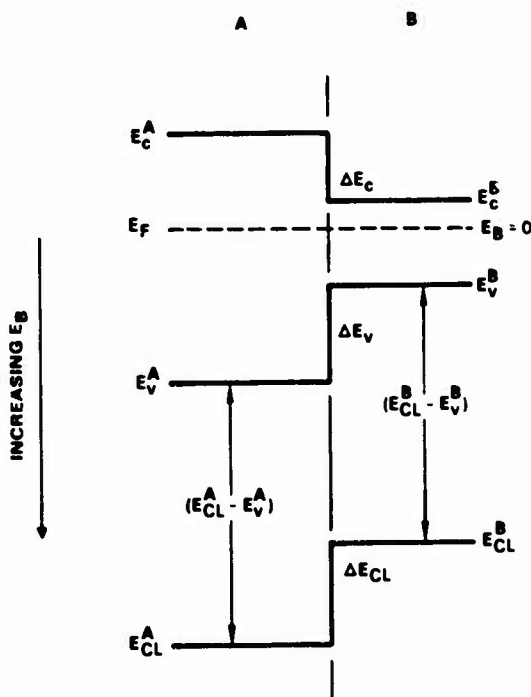 A B
E_c^A
ΔE_c E_c^B
E_F E_B = 0
E_v^B
ΔE_v
E_v^A
(E_CL^B - E_v^B)
INCREASING E_B
(E_CL^A - E_v^A)
E_CL^B
ΔE_CL
E_CL^A